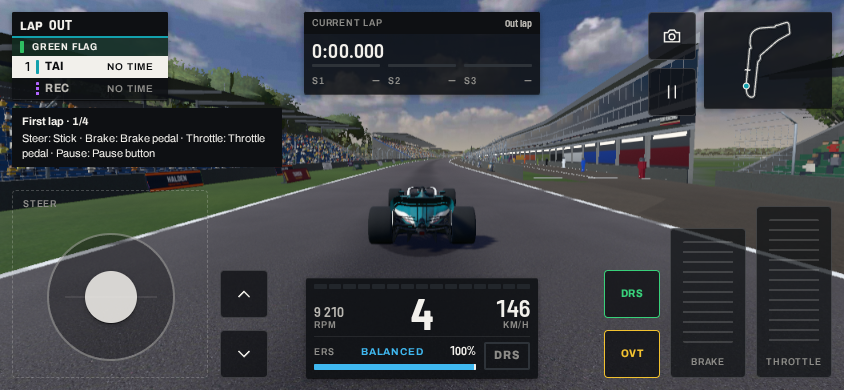 LAP OUT
GREEN FLAG
1 TAI NO TIME
REC NO TIME
First lap · 1/4
Steer: Stick · Brake: Brake pedal · Throttle: Throttle
pedal · Pause: Pause button
CURRENT LAP Out lap
0:00.000
S1 – S2 – S3 –
HALDEN
STEER
9 210
RPM
4
146
KM/H
ERS BALANCED 100% DRS
DRS
OVT
BRAKE
THROTTLE